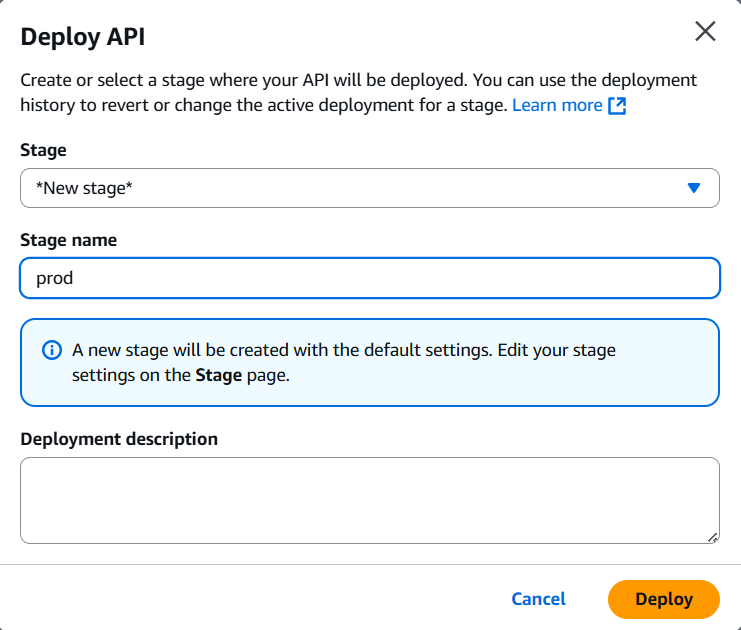 Deploy API
Create or select a stage where your API will be deployed. You can use the deployment
history to revert or change the active deployment for a stage. Learn more
Stage
*New stage*
Stage name
prod
A new stage will be created with the default settings. Edit your stage
settings on the Stage page.
Deployment description
Cancel
Deploy